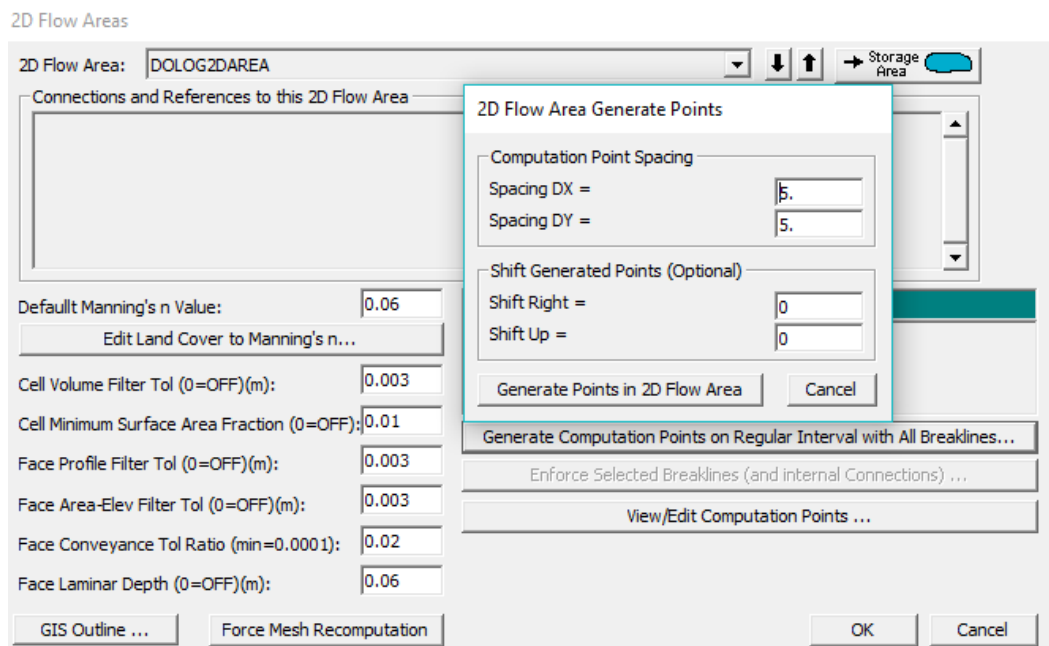 2D Flow Areas
2D Flow Area: DOLOG2DAREA
Storage
Area
Connections and References to this 2D Flow Area
2D Flow Area Generate Points
Computation Point Spacing
Spacing DX = 5.
Spacing DY = 5.
Shift Generated Points (Optional)
Shift Right = 0
Shift Up = 0
Generate Points in 2D Flow Area Cancel
Defaullt Manning's n Value: 0.06
Edit Land Cover to Manning's n...
Cell Volume Filter Tol (0=OFF)(m): 0.003
Cell Minimum Surface Area Fraction (0=OFF): 0.01
Face Profile Filter Tol (0=OFF)(m): 0.003
Face Area-Elev Filter Tol (0=OFF)(m): 0.003
Face Conveyance Tol Ratio (min=0.0001): 0.02
Face Laminar Depth (0=OFF)(m): 0.06
Generate Computation Points on Regular Interval with All Breaklines...
Enforce Selected Breaklines (and internal Connections) ...
View/Edit Computation Points ...
GIS Outline ... Force Mesh Recomputation OK Cancel